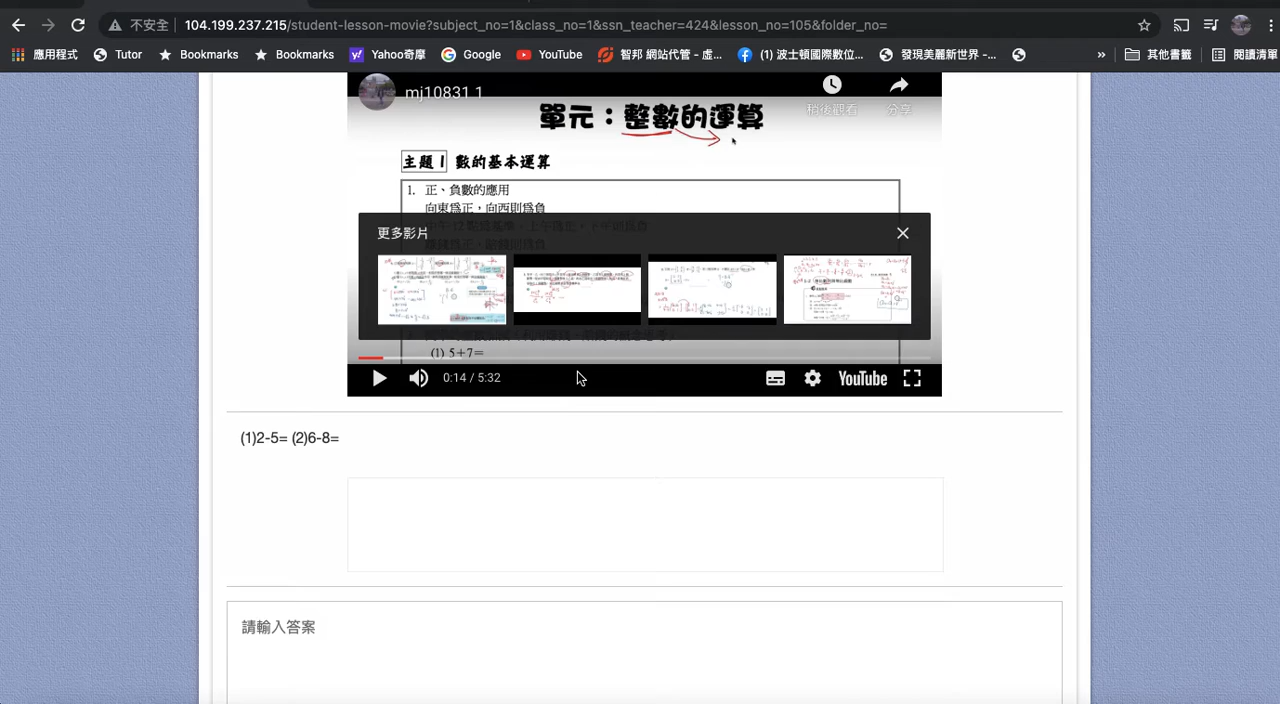 不安全 104.199.237.215/student-lesson-movie?subject_no=1&class_no=1&ssn_teacher=424&lesson_no=105&folder_no=
應用程式 Tutor Bookmarks Bookmarks Yahoo奇摩 Google YouTube 智邦 網站代管 - 虛... (1) 波士頓國際數位... 發現美麗新世界 -... » 其他書籤 閱讀清單
mj10831 1
稍後觀看 分享
單元：整數的運算
主題 1 數的基本運算
1. 正、負數的應用
向東為正，向西則為負
更多影片
(1) 5+7=
0:14 / 5:32 YouTube
(1)2-5= (2)6-8=
請輸入答案